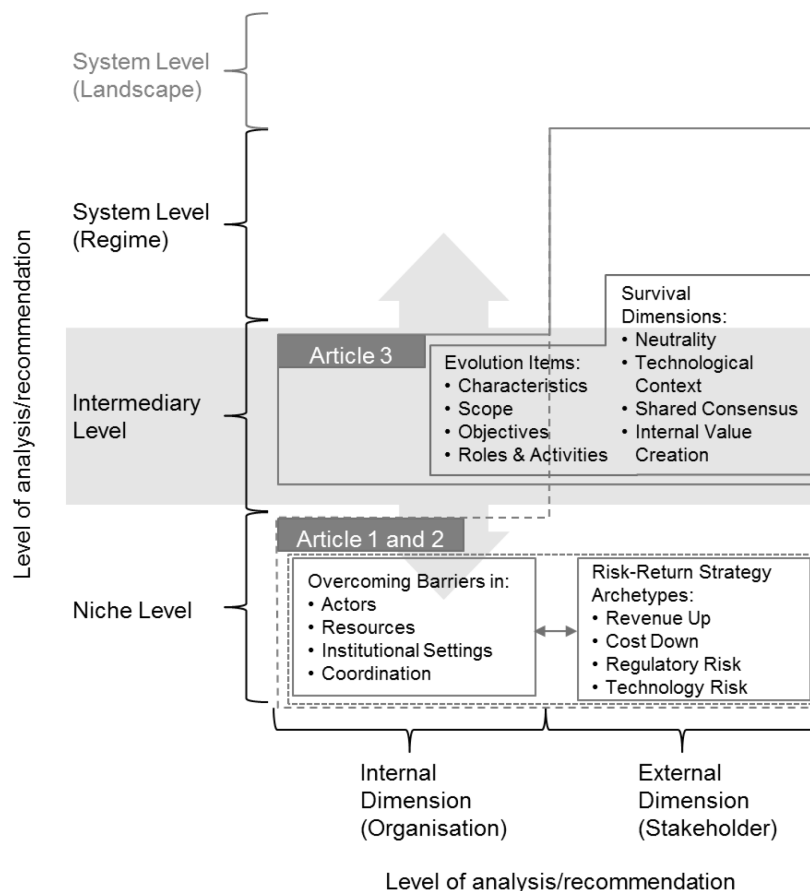 System Level
(Landscape)
System Level
(Regime)
Intermediary
Level
Niche Level
Level of analysis/recommendation
Article 3
Evolution Items:
• Characteristics
• Scope
• Objectives
• Roles & Activities
Survival
Dimensions:
• Neutrality
• Technological
Context
• Shared Consensus
• Internal Value
Creation
Article 1 and 2
Overcoming Barriers in:
• Actors
• Resources
• Institutional Settings
• Coordination
Risk-Return Strategy
Archetypes:
• Revenue Up
• Cost Down
• Regulatory Risk
• Technology Risk
Internal
Dimension
(Organisation)
External
Dimension
(Stakeholder)
Level of analysis/recommendation